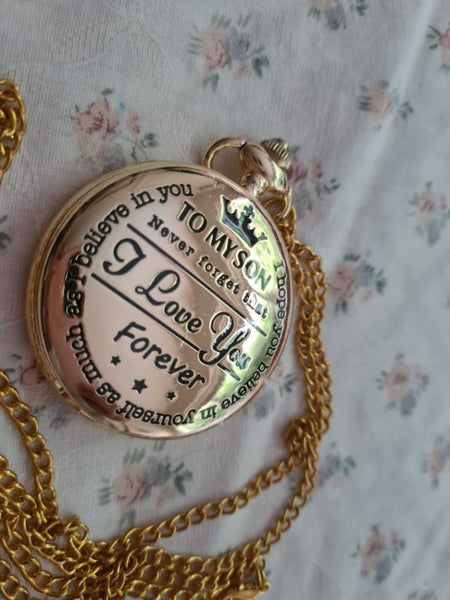 TO MY SON
Never forget that
I Love You
Forever
I hope you believe in yourself as much as I believe in you